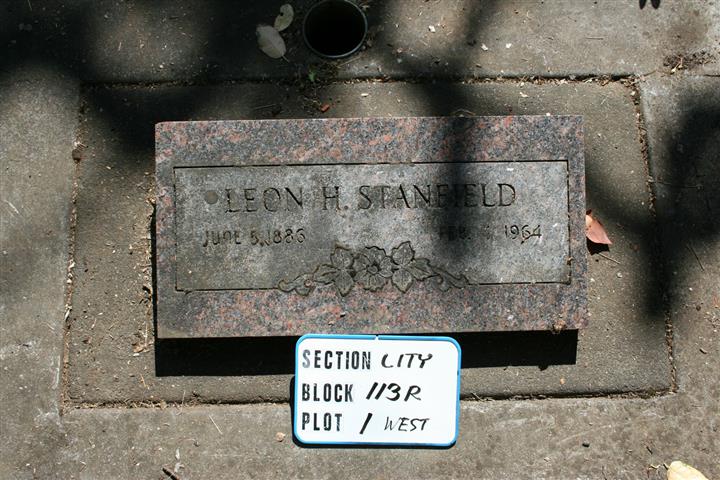 LEON H. STANFIELD
JUNE 5, 1886 FEB. 1964
SECTION CITY
BLOCK 113R
PLOT 1 WEST